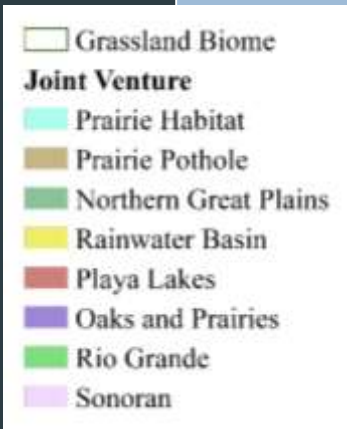 Grassland Biome
Joint Venture
Prairie Habitat
Prairie Pothole
Northern Great Plains
Rainwater Basin
Playa Lakes
Oaks and Prairies
Rio Grande
Sonoran